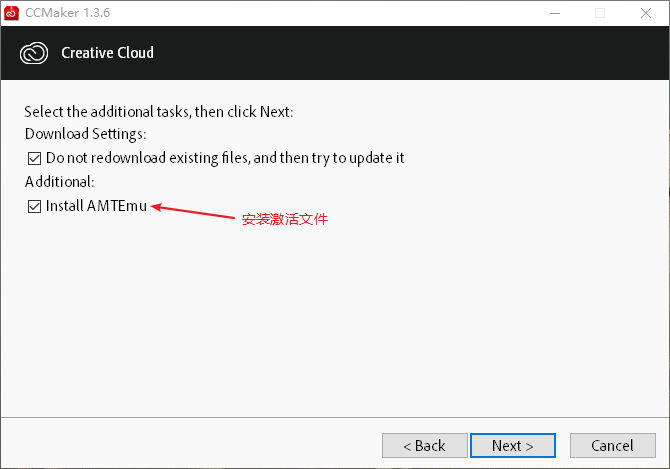 CCMaker 1.3.6
Creative Cloud
Select the additional tasks, then click Next:
Download Settings:
Do not redownload existing files, and then try to update it
Additional:
Install AMTEmu
安装激活文件
< Back
Next >
Cancel